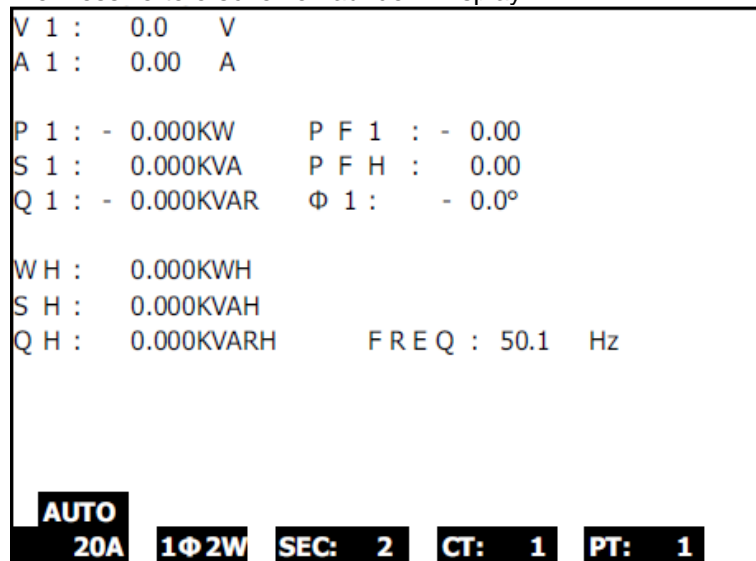 V 1 : 0.0 V
A 1 : 0.00 A
P 1 : - 0.000KW P F 1 : - 0.00
S 1 : 0.000KVA P F H : 0.00
Q 1 : - 0.000KVAR Φ 1 : - 0.0°
W H : 0.000KWH
S H : 0.000KVAH
Q H : 0.000KVARH F R E Q : 50.1 Hz
AUTO
20A 1Φ2W SEC: 2 CT: 1 PT: 1